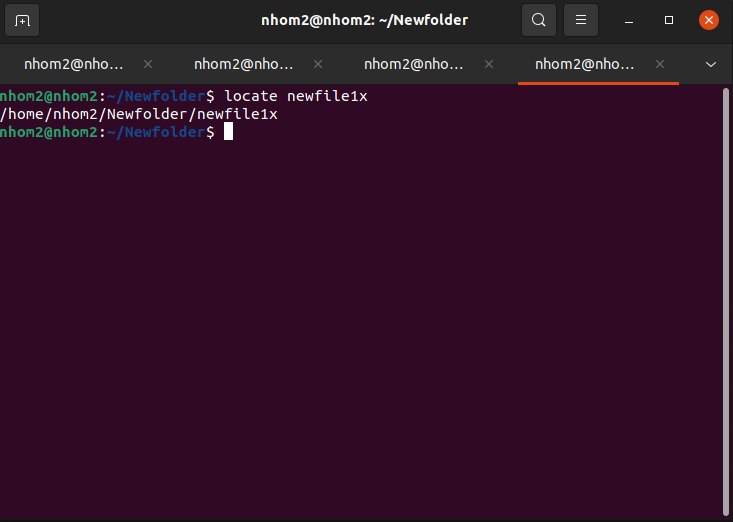 nhom2@nhom2: ~/Newfolder
nhom2@nho... nhom2@nho... nhom2@nho... nhom2@nho...
nhom2@nhom2:~/Newfolder$ locate newfile1x
/home/nhom2/Newfolder/newfile1x
nhom2@nhom2:~/Newfolder$